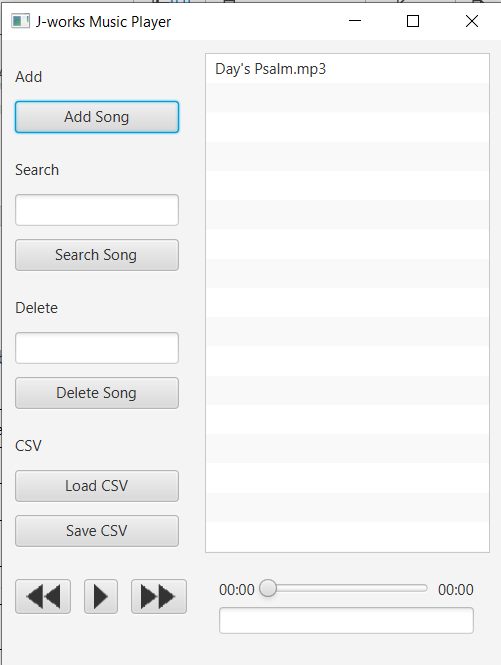 J-works Music Player
Add
Add Song
Search
Search Song
Delete
Delete Song
CSV
Load CSV
Save CSV
Day's Psalm.mp3
00:00
00:00